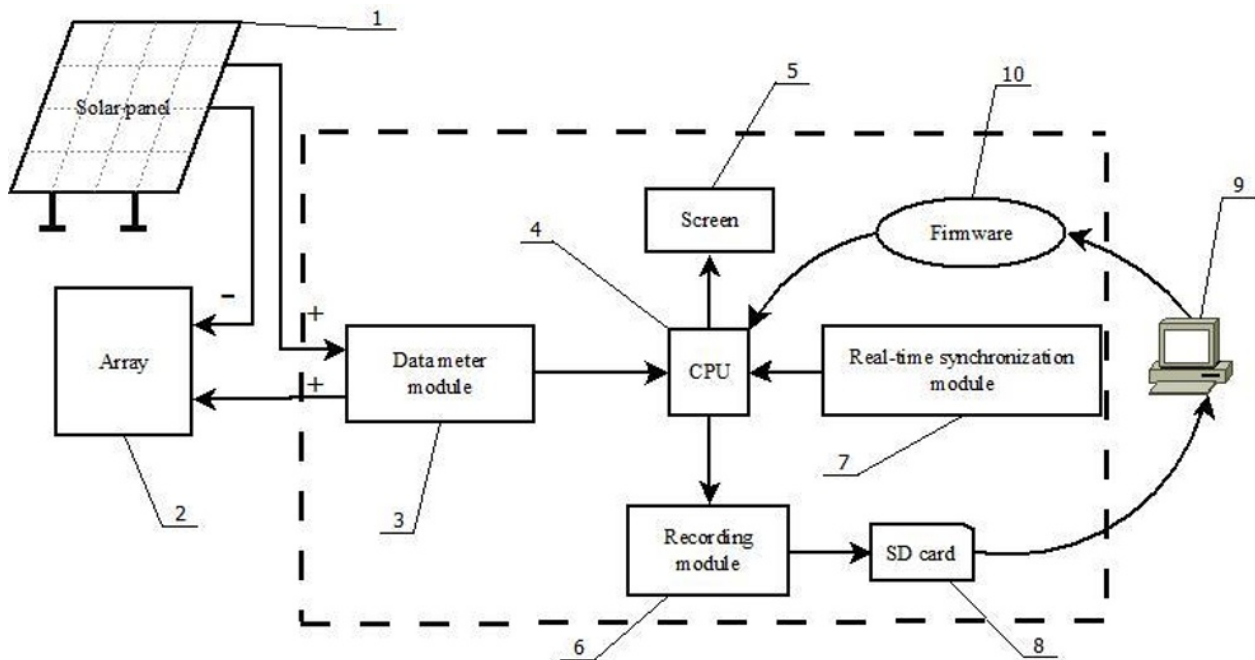 1
Solar-panel
5
10
9
4
Screen
Firmware
-
+
Array
Datameter
module
CPU
Real-time synchronization
module
+
2
3
7
Recording
module
SD card
6
8